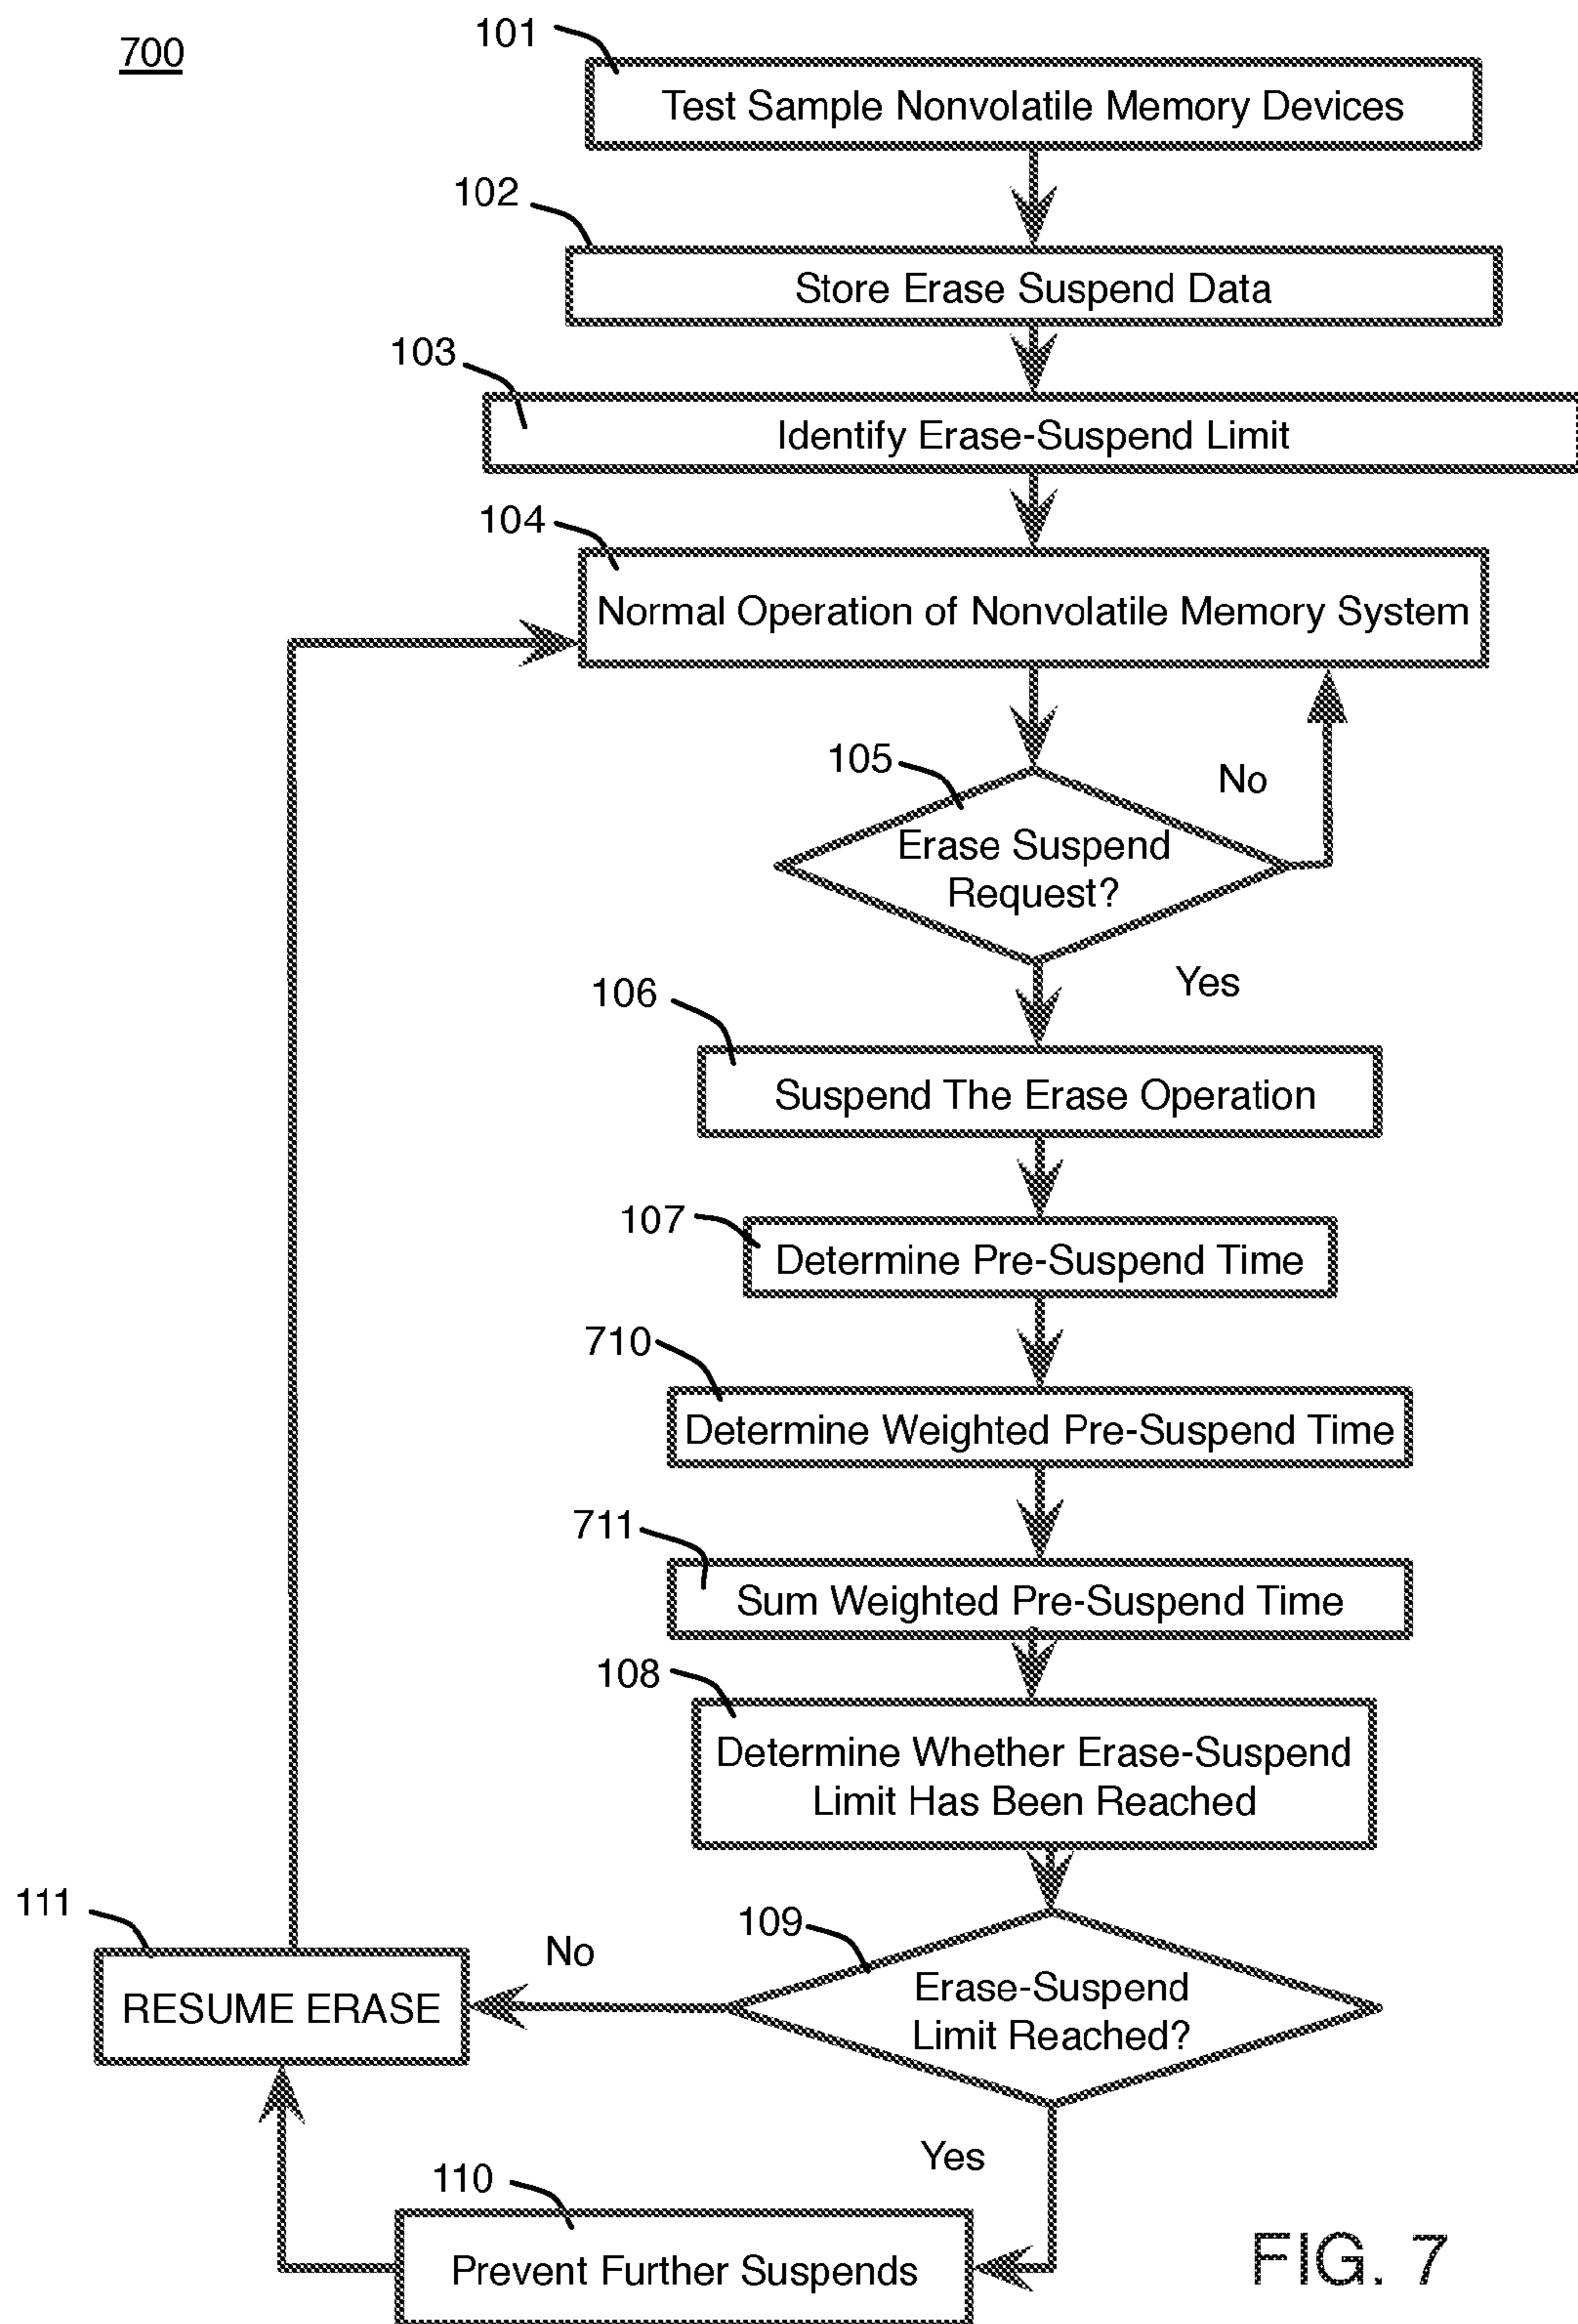 700
101
Test Sample Nonvolatile Memory Devices
102
Store Erase Suspend Data
103
Identify Erase-Suspend Limit
104
Normal Operation of Nonvolatile Memory System
105
No
Erase Suspend
Request?
Yes
106
Suspend The Erase Operation
107
Determine Pre-Suspend Time
710
Determine Weighted Pre-Suspend Time
711
Sum Weighted Pre-Suspend Time
108
Determine Whether Erase-Suspend
Limit Has Been Reached
111
109
No
RESUME ERASE
Erase-Suspend
Limit Reached?
Yes
110
Prevent Further Suspends
FIG. 7